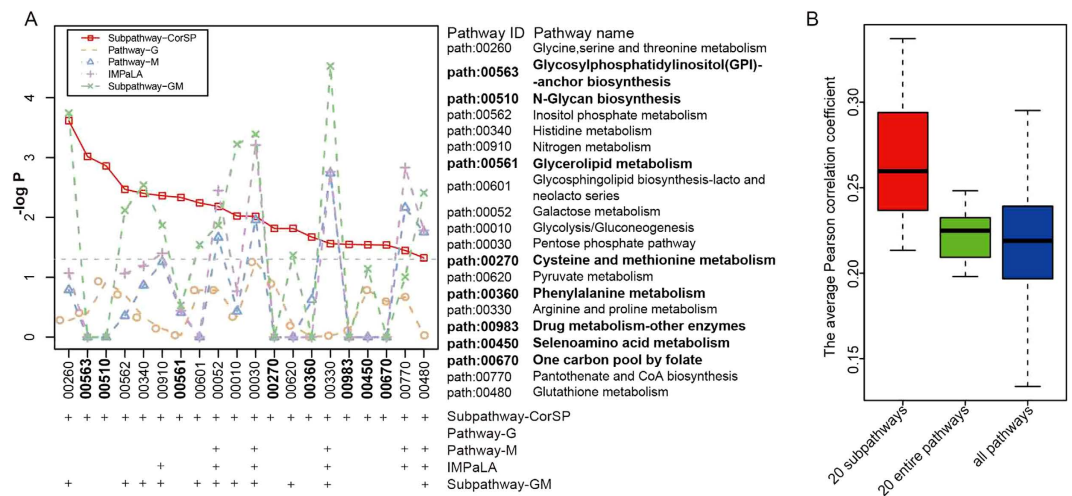 A
Subpathway-CorSP
Pathway-G
Pathway-M
IMPaLA
Subpathway-GM
-log P
4
3
2
1
0
00260
00563
00510
00562
00340
00910
00561
00601
00052
00010
00030
00270
00620
00360
00330
00983
00450
00670
00770
00480
Pathway ID Pathway name
path:00260 Glycine,serine and threonine metabolism
path:00563 Glycosylphosphatidylinositol(GPI)-
-anchor biosynthesis
path:00510 N-Glycan biosynthesis
path:00562 Inositol phosphate metabolism
path:00340 Histidine metabolism
path:00910 Nitrogen metabolism
path:00561 Glycerolipid metabolism
path:00601 Glycosphingolipid biosynthesis-lacto and
neolacto series
path:00052 Galactose metabolism
path:00010 Glycolysis/Gluconeogenesis
path:00030 Pentose phosphate pathway
path:00270 Cysteine and methionine metabolism
path:00620 Pyruvate metabolism
path:00360 Phenylalanine metabolism
path:00330 Arginine and proline metabolism
path:00983 Drug metabolism-other enzymes
path:00450 Selenoamino acid metabolism
path:00670 One carbon pool by folate
path:00770 Pantothenate and CoA biosynthesis
path:00480 Glutathione metabolism
+ + + + + + + + + + + + + + + + + + + + Subpathway-CorSP
Pathway-G
+ + + + + Pathway-M
+ + + + + + IMPaLA
+ + + + + + + + + + + Subpathway-GM
B
The average Pearson correlation coefficient
0.30
0.25
0.20
0.15
20 subpathways
20 entire pathways
all pathways